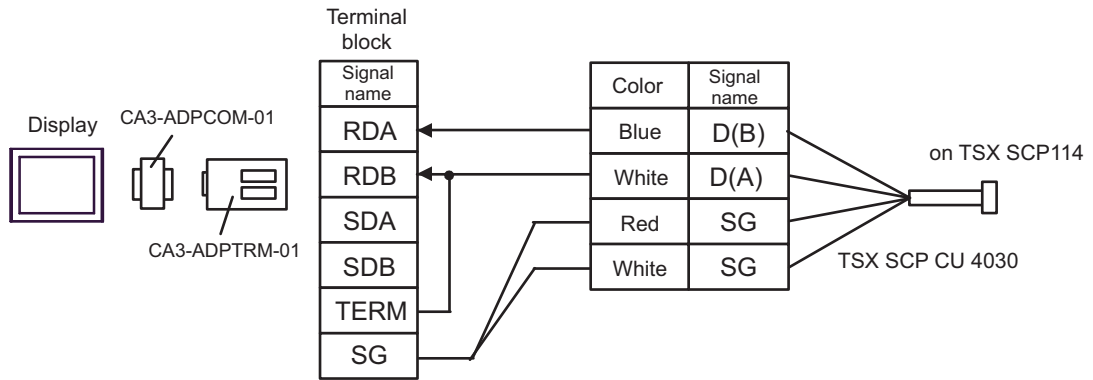 Terminal
block
Signal
name
RDA
RDB
SDA
SDB
TERM
SG
Display
CA3-ADPCOM-01
CA3-ADPTRM-01
Color
Signal
name
Blue
D(B)
White
D(A)
Red
SG
White
SG
on TSX SCP114
TSX SCP CU 4030